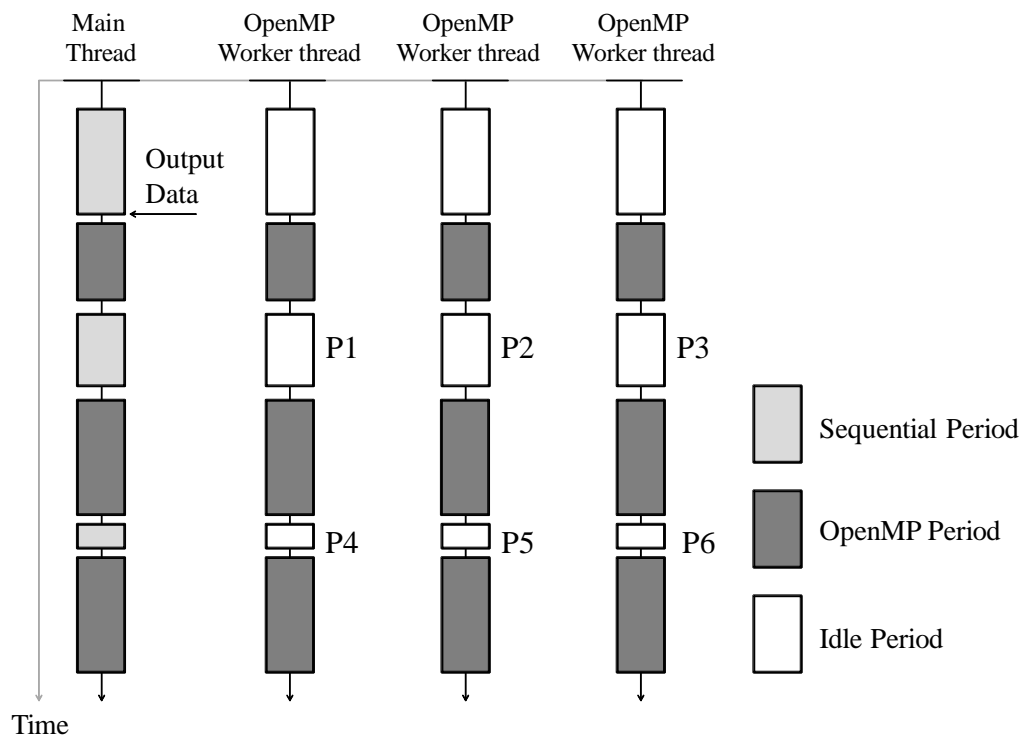 Main
Thread
OpenMP
Worker thread
OpenMP
Worker thread
OpenMP
Worker thread
Output
Data
P1
P2
P3
P4
P5
P6
Sequential Period
OpenMP Period
Idle Period
Time